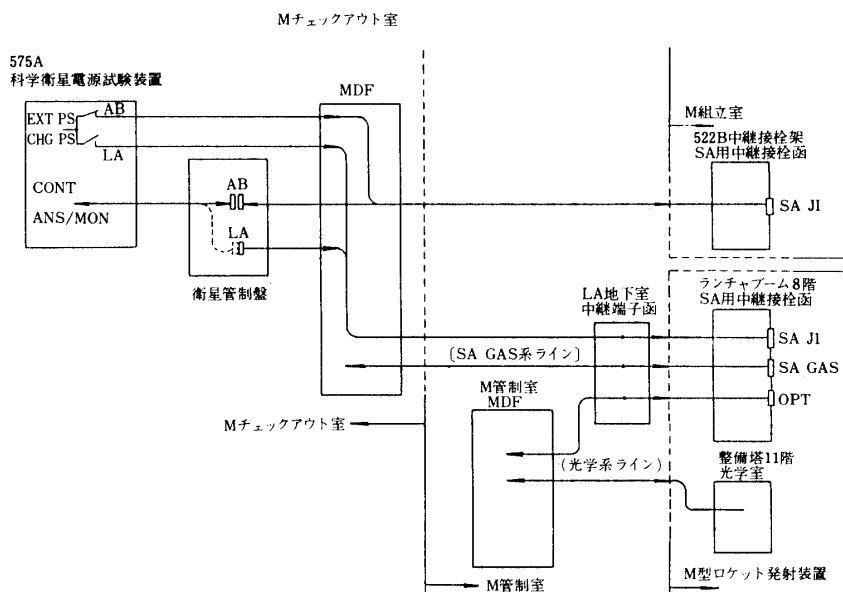 Mチェックアウト室
575A
科学衛星電源試験装置
EXT PS
AB
CHG PS
LA
CONT
ANS/MON
AB
LA
衛星管制盤
MDF
M組立室
522B中継接栓架
SA用中継接栓函
SA J1
ランチャブーム8階
SA用中継接栓函
LA地下室
中継端子函
SA J1
〔SA GAS系ライン〕
SA GAS
OPT
M管制室
MDF
Mチェックアウト室
(光学系ライン)
整備塔11階
光学室
M管制室
M型ロケット発射装置